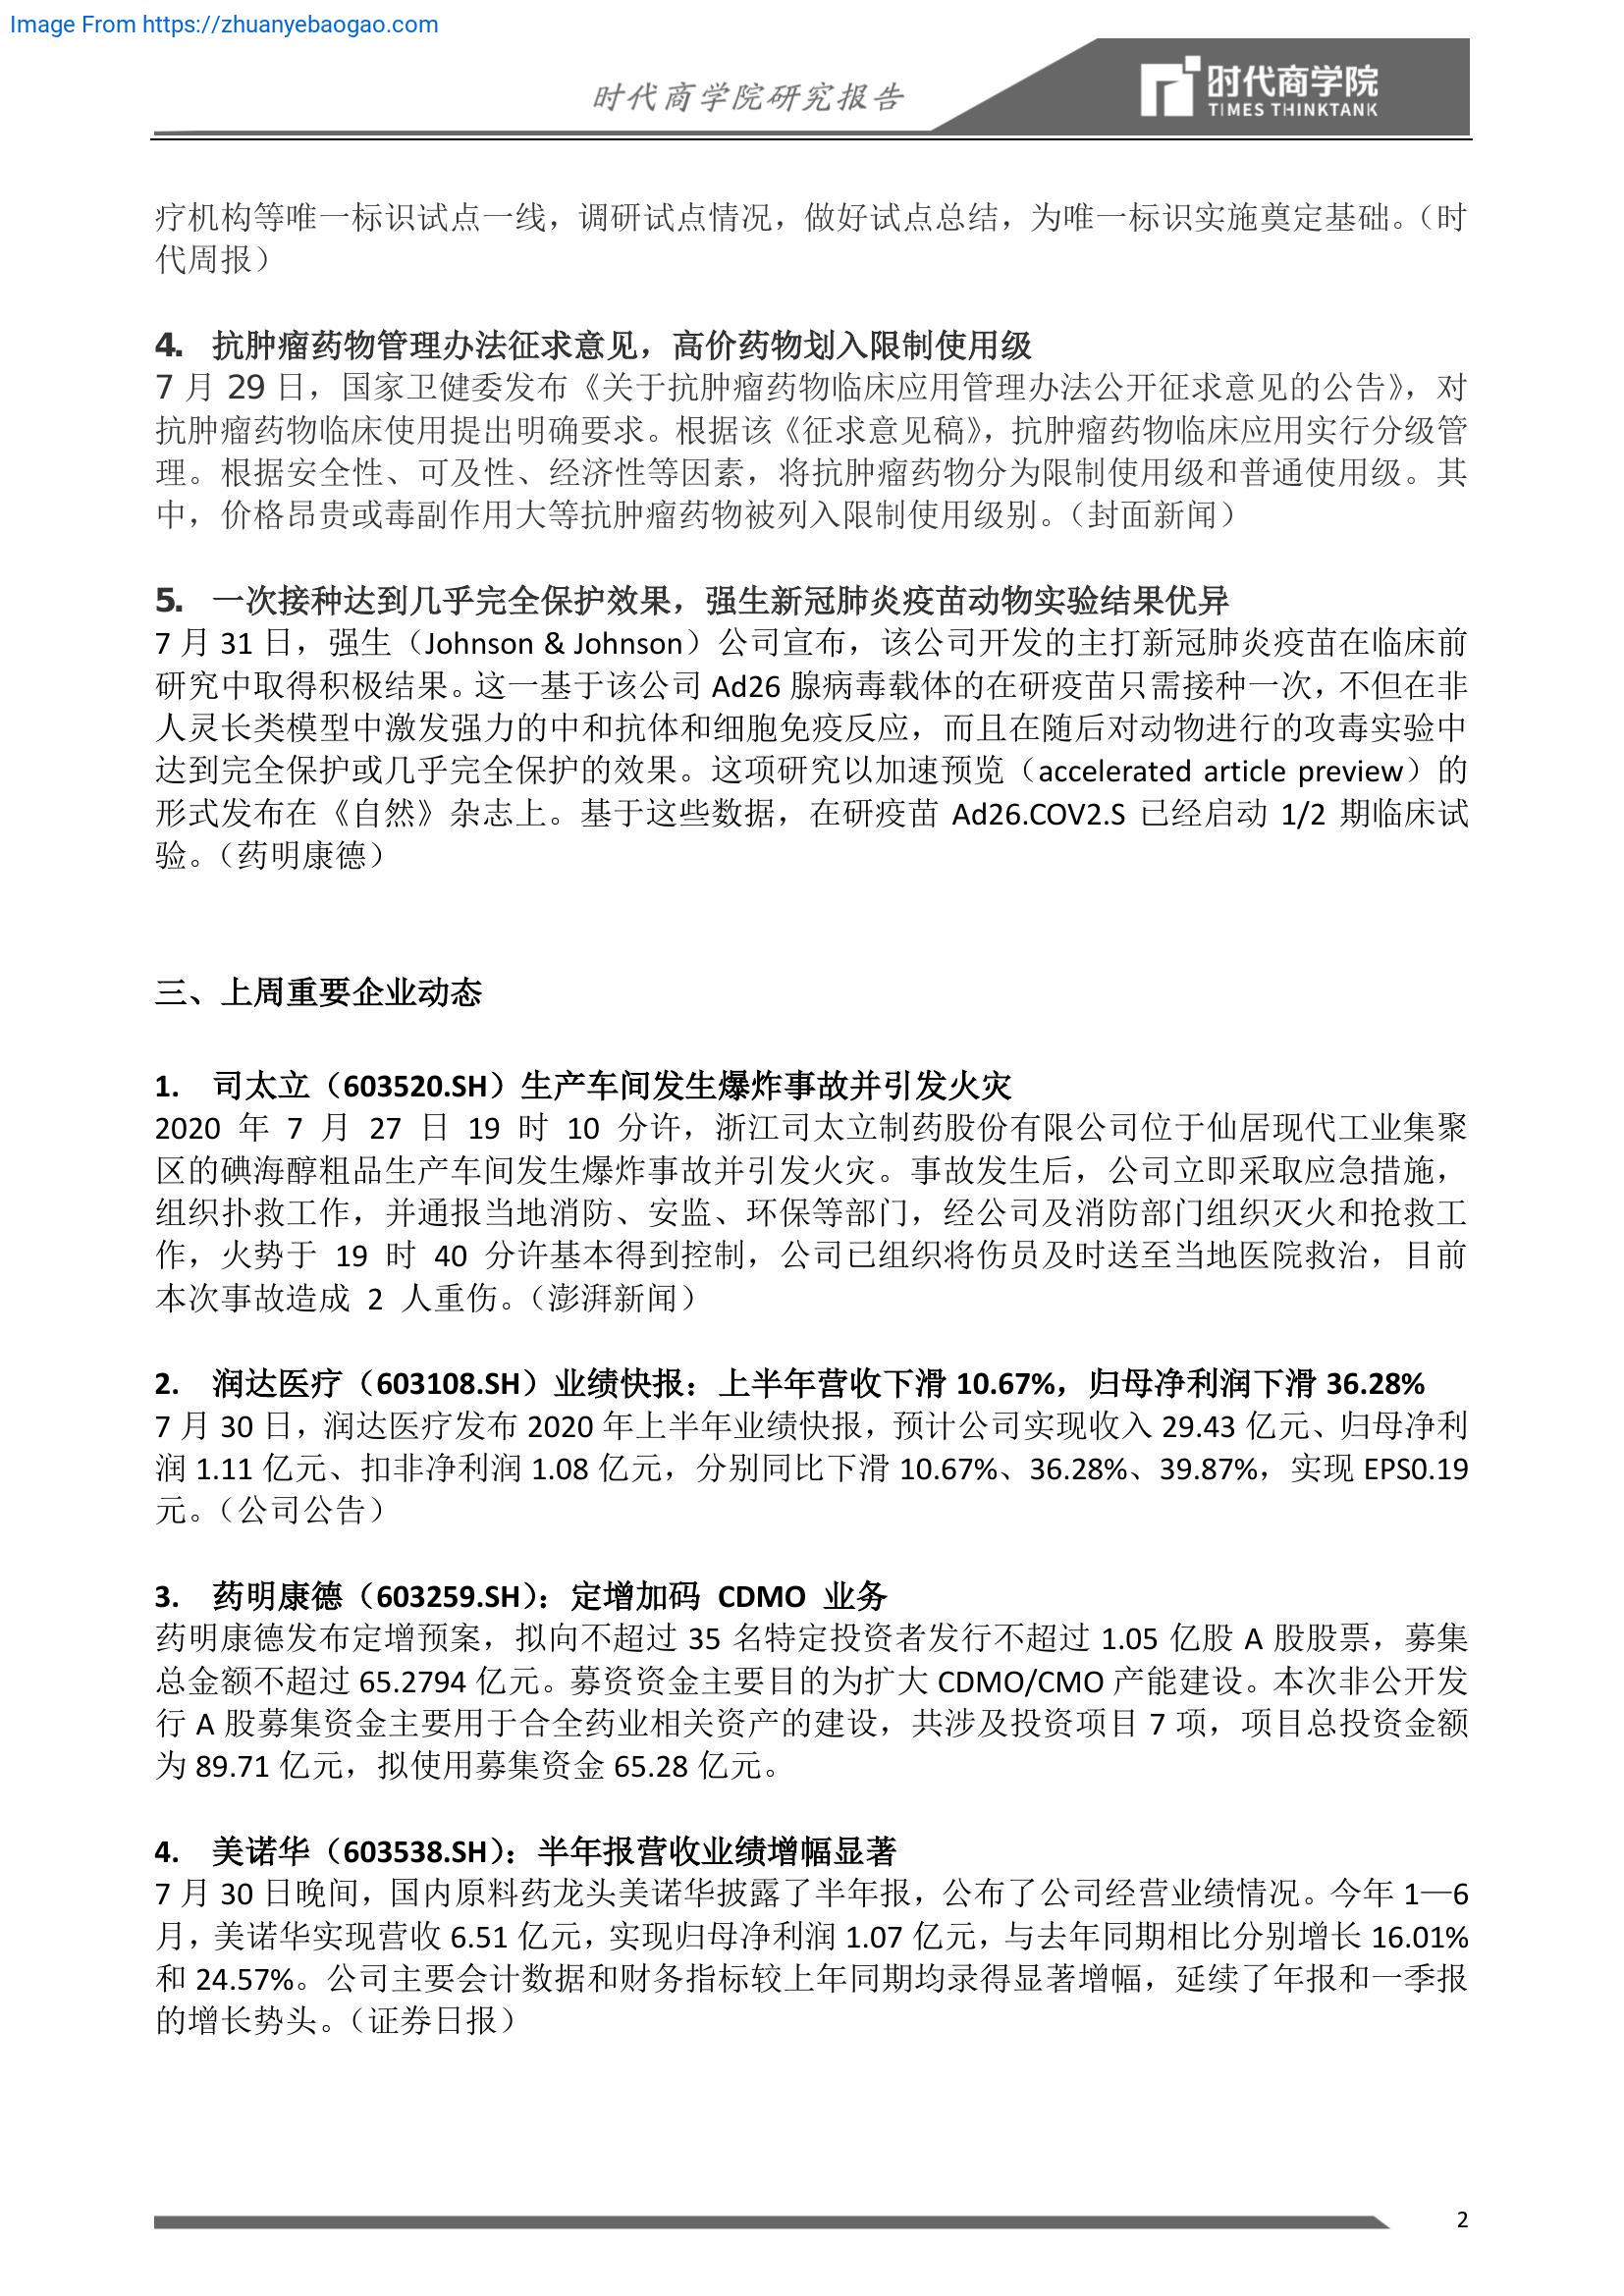 Image From https://zhuanyebaogao.com
时代商学院研究报告
时代商学院
TIMES THINKTANK
疗机构等唯一标识试点一线，调研试点情况，做好试点总结，为唯一标识实施奠定基础。（时
代周报）
4. 抗肿瘤药物管理办法征求意见，高价药物划入限制使用级
7 月 29 日，国家卫健委发布《关于抗肿瘤药物临床应用管理办法公开征求意见的公告》，对
抗肿瘤药物临床使用提出明确要求。根据该《征求意见稿》，抗肿瘤药物临床应用实行分级管
理。根据安全性、可及性、经济性等因素，将抗肿瘤药物分为限制使用级和普通使用级。其
中，价格昂贵或毒副作用大等抗肿瘤药物被列入限制使用级别。（封面新闻）
5. 一次接种达到几乎完全保护效果，强生新冠肺炎疫苗动物实验结果优异
7 月 31 日，强生（Johnson & Johnson）公司宣布，该公司开发的主打新冠肺炎疫苗在临床前
研究中取得积极结果。这一基于该公司 Ad26 腺病毒载体的在研疫苗只需接种一次，不但在非
人灵长类模型中激发强力的中和抗体和细胞免疫反应，而且在随后对动物进行的攻毒实验中
达到完全保护或几乎完全保护的效果。这项研究以加速预览（accelerated article preview）的
形式发布在《自然》杂志上。基于这些数据，在研疫苗 Ad26.COV2.S 已经启动 1/2 期临床试
验。（药明康德）
三、上周重要企业动态
1. 司太立（603520.SH）生产车间发生爆炸事故并引发火灾
2020 年 7 月 27 日 19 时 10 分许，浙江司太立制药股份有限公司位于仙居现代工业集聚
区的碘海醇粗品生产车间发生爆炸事故并引发火灾。事故发生后，公司立即采取应急措施，
组织扑救工作，并通报当地消防、安监、环保等部门，经公司及消防部门组织灭火和抢救工
作，火势于 19 时 40 分许基本得到控制，公司已组织将伤员及时送至当地医院救治，目前
本次事故造成 2 人重伤。（澎湃新闻）
2. 润达医疗（603108.SH）业绩快报：上半年营收下滑 10.67%，归母净利润下滑 36.28%
7 月 30 日，润达医疗发布 2020 年上半年业绩快报，预计公司实现收入 29.43 亿元、归母净利
润 1.11 亿元、扣非净利润 1.08 亿元，分别同比下滑 10.67%、36.28%、39.87%，实现 EPS0.19
元。（公司公告）
3. 药明康德（603259.SH）：定增加码 CDMO 业务
药明康德发布定增预案，拟向不超过 35 名特定投资者发行不超过 1.05 亿股 A 股股票，募集
总金额不超过 65.2794 亿元。募资资金主要目的为扩大 CDMO/CMO 产能建设。本次非公开发
行 A 股募集资金主要用于合全药业相关资产的建设，共涉及投资项目 7 项，项目总投资金额
为 89.71 亿元，拟使用募集资金 65.28 亿元。
4. 美诺华（603538.SH）：半年报营收业绩增幅显著
7 月 30 日晚间，国内原料药龙头美诺华披露了半年报，公布了公司经营业绩情况。今年 1—6
月，美诺华实现营收 6.51 亿元，实现归母净利润 1.07 亿元，与去年同期相比分别增长 16.01%
和 24.57%。公司主要会计数据和财务指标较上年同期均录得显著增幅，延续了年报和一季报
的增长势头。（证券日报）
2